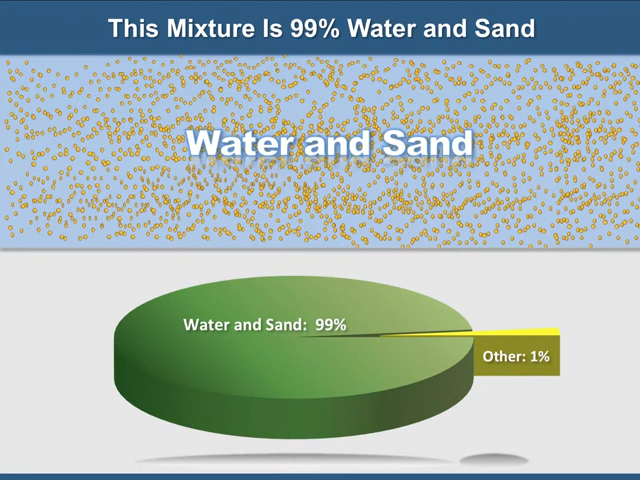 This Mixture Is 99% Water and Sand
Water and Sand
Water and Sand: 99%
Other: 1%